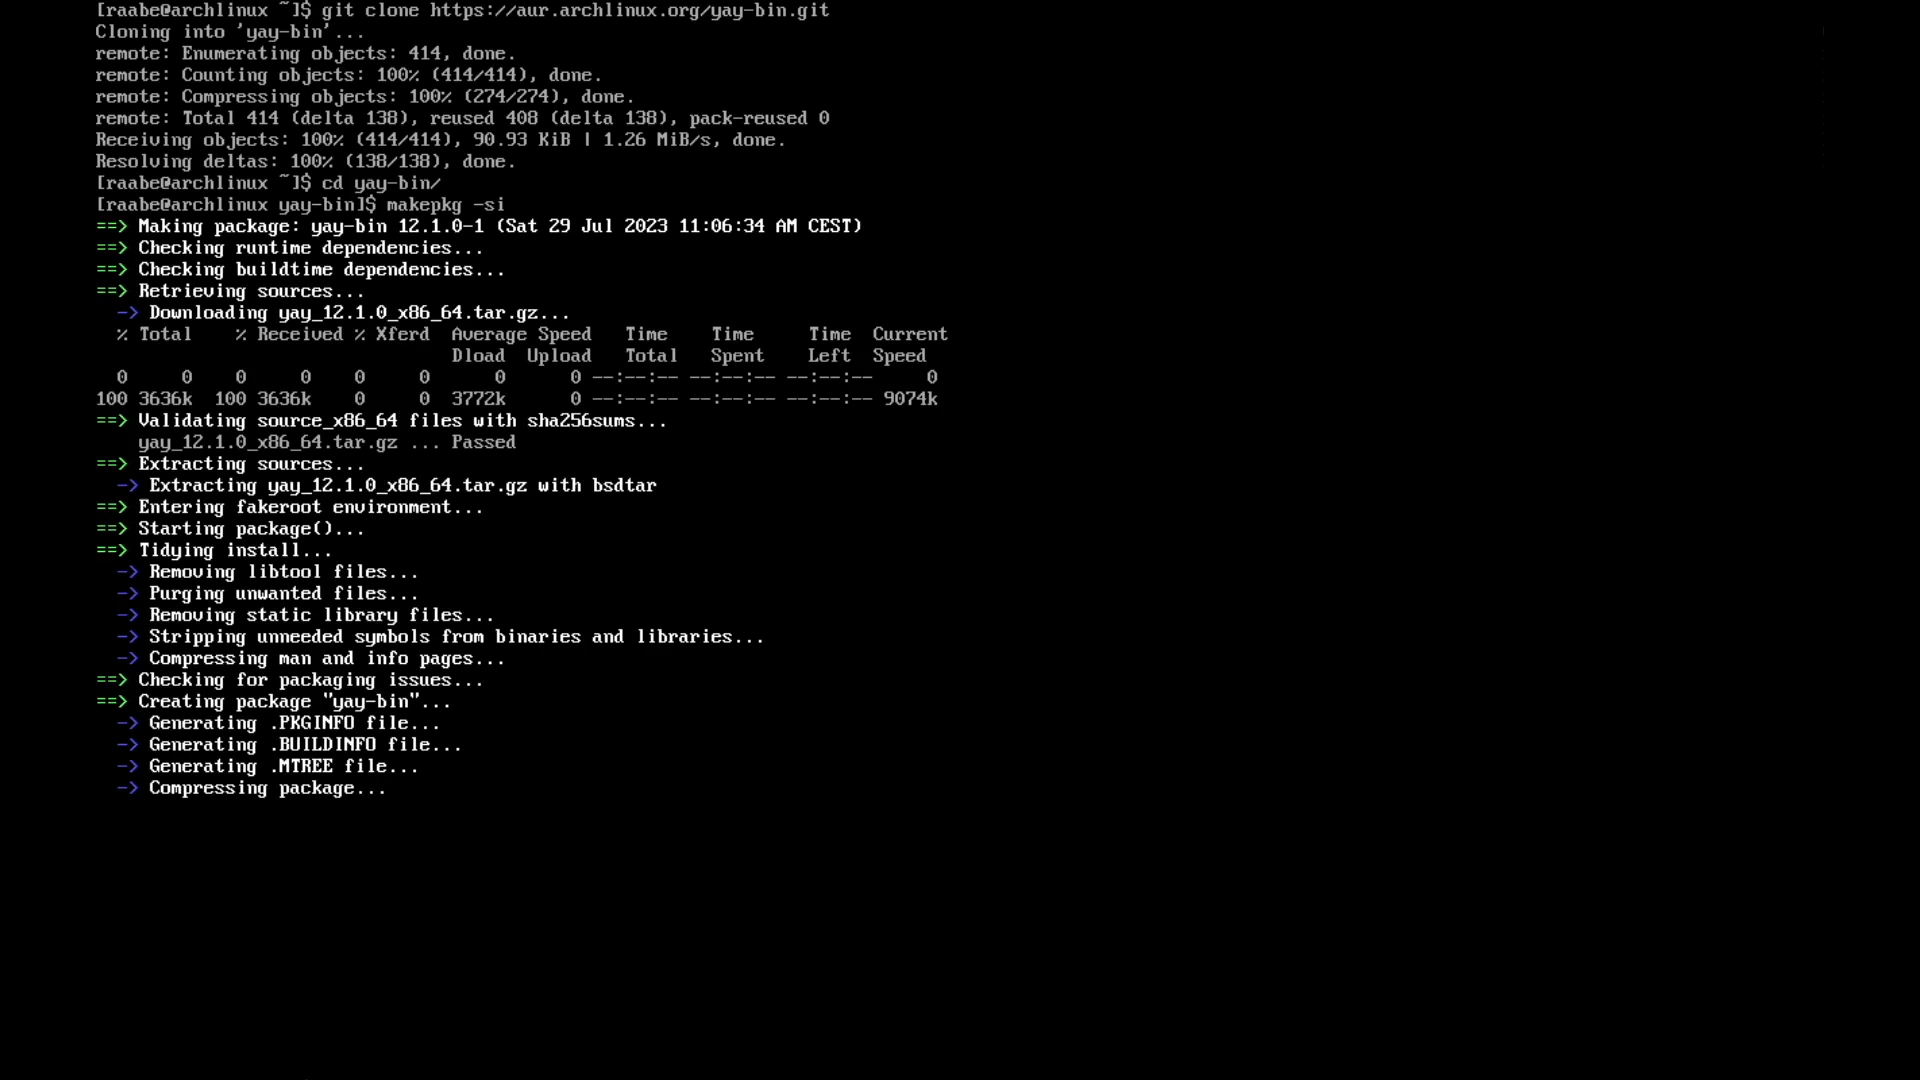 [raabe@archlinux ~]$ git clone https://aur.archlinux.org/yay-bin.git
Cloning into 'yay-bin'...
remote: Enumerating objects: 414, done.
remote: Counting objects: 100% (414/414), done.
remote: Compressing objects: 100% (274/274), done.
remote: Total 414 (delta 138), reused 408 (delta 138), pack-reused 0
Receiving objects: 100% (414/414), 90.93 KiB | 1.26 MiB/s, done.
Resolving deltas: 100% (138/138), done.
[raabe@archlinux ~]$ cd yay-bin/
[raabe@archlinux yay-bin]$ makepkg -si
==> Making package: yay-bin 12.1.0-1 (Sat 29 Jul 2023 11:06:34 AM CEST)
==> Checking runtime dependencies...
==> Checking buildtime dependencies...
==> Retrieving sources...
  -> Downloading yay_12.1.0_x86_64.tar.gz...
  % Total    % Received % Xferd  Average Speed   Time    Time     Time  Current
                                 Dload  Upload   Total   Spent    Left  Speed
  0     0    0     0    0     0      0      0 --:--:-- --:--:-- --:--:--     0
100 3636k  100 3636k    0     0  3772k      0 --:--:-- --:--:-- --:--:-- 9074k
==> Validating source_x86_64 files with sha256sums...
    yay_12.1.0_x86_64.tar.gz ... Passed
==> Extracting sources...
  -> Extracting yay_12.1.0_x86_64.tar.gz with bsdtar
==> Entering fakeroot environment...
==> Starting package()...
==> Tidying install...
  -> Removing libtool files...
  -> Purging unwanted files...
  -> Removing static library files...
  -> Stripping unneeded symbols from binaries and libraries...
  -> Compressing man and info pages...
==> Checking for packaging issues...
==> Creating package "yay-bin"...
  -> Generating .PKGINFO file...
  -> Generating .BUILDINFO file...
  -> Generating .MTREE file...
  -> Compressing package...